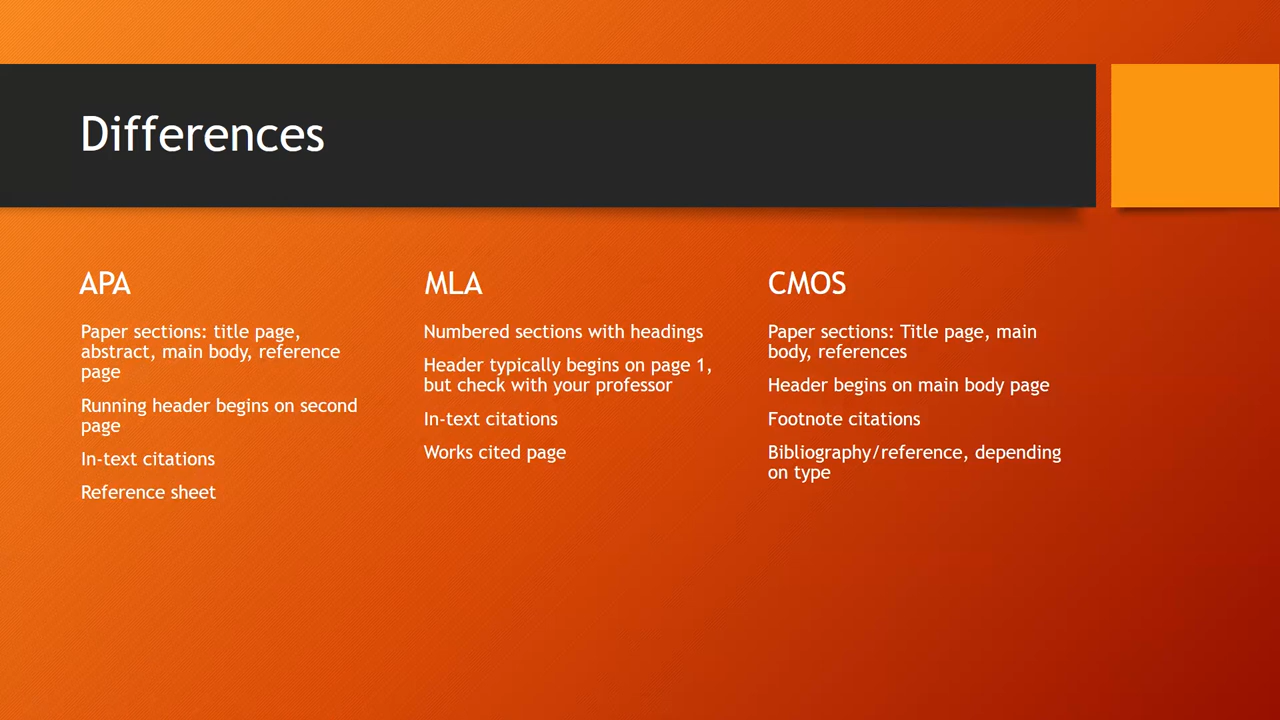 Differences
APA
Paper sections: title page,
abstract, main body, reference
page
Running header begins on second
page
In-text citations
Reference sheet
MLA
Numbered sections with headings
Header typically begins on page 1,
but check with your professor
In-text citations
Works cited page
CMOS
Paper sections: Title page, main
body, references
Header begins on main body page
Footnote citations
Bibliography/reference, depending
on type